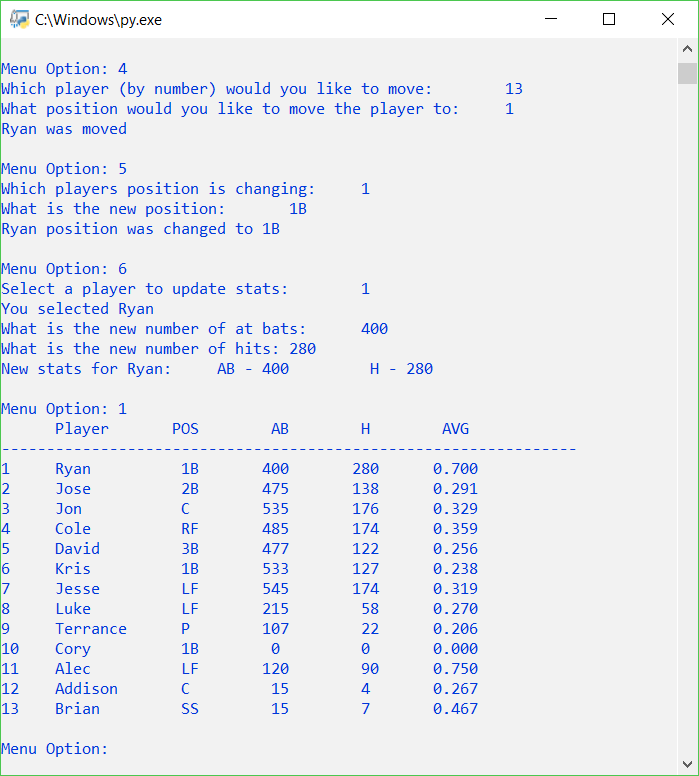 C:\Windows\py.exe
Menu Option: 4
Which player (by number) would you like to move:        13
What position would you like to move the player to:     1
Ryan was moved
Menu Option: 5
Which players position is changing:     1
What is the new position:       1B
Ryan position was changed to 1B
Menu Option: 6
Select a player to update stats:        1
You selected Ryan
What is the new number of at bats:      400
What is the new number of hits: 280
New stats for Ryan:     AB - 400         H - 280
Menu Option: 1
      Player       POS        AB        H        AVG
----------------------------------------------------------------
1     Ryan          1B       400       280      0.700
2     Jose          2B       475       138      0.291
3     Jon           C        535       176      0.329
4     Cole          RF       485       174      0.359
5     David         3B       477       122      0.256
6     Kris          1B       533       127      0.238
7     Jesse         LF       545       174      0.319
8     Luke          LF       215        58      0.270
9     Terrance      P        107        22      0.206
10    Cory          1B        0         0       0.000
11    Alec          LF       120        90      0.750
12    Addison       C         15        4       0.267
13    Brian         SS        15        7       0.467
Menu Option: